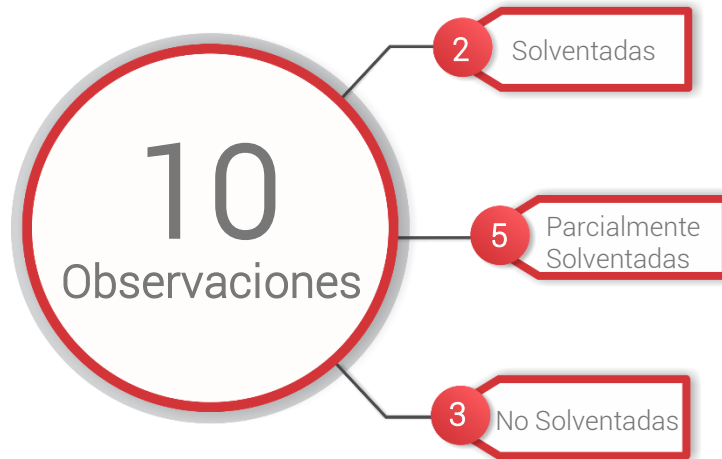 10
Observaciones
2
Solventadas
5
Parcialmente
Solventadas
3
No Solventadas